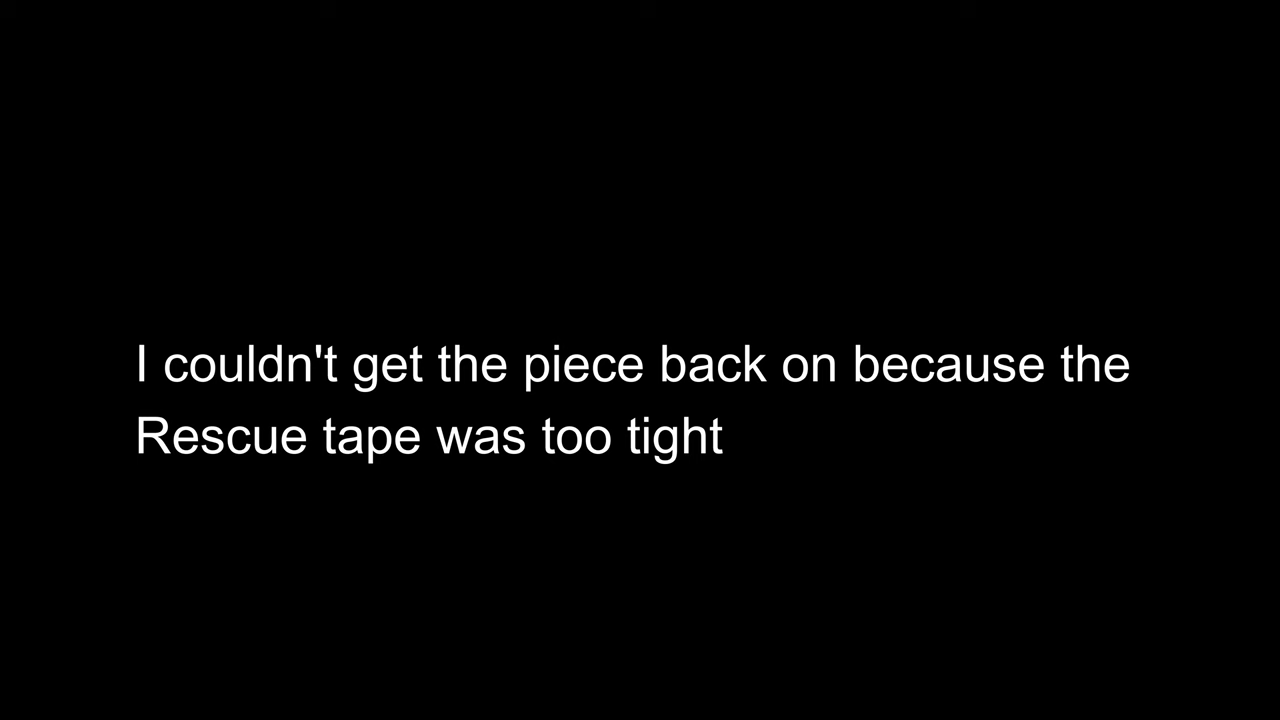 I couldn't get the piece back on because the
Rescue tape was too tight